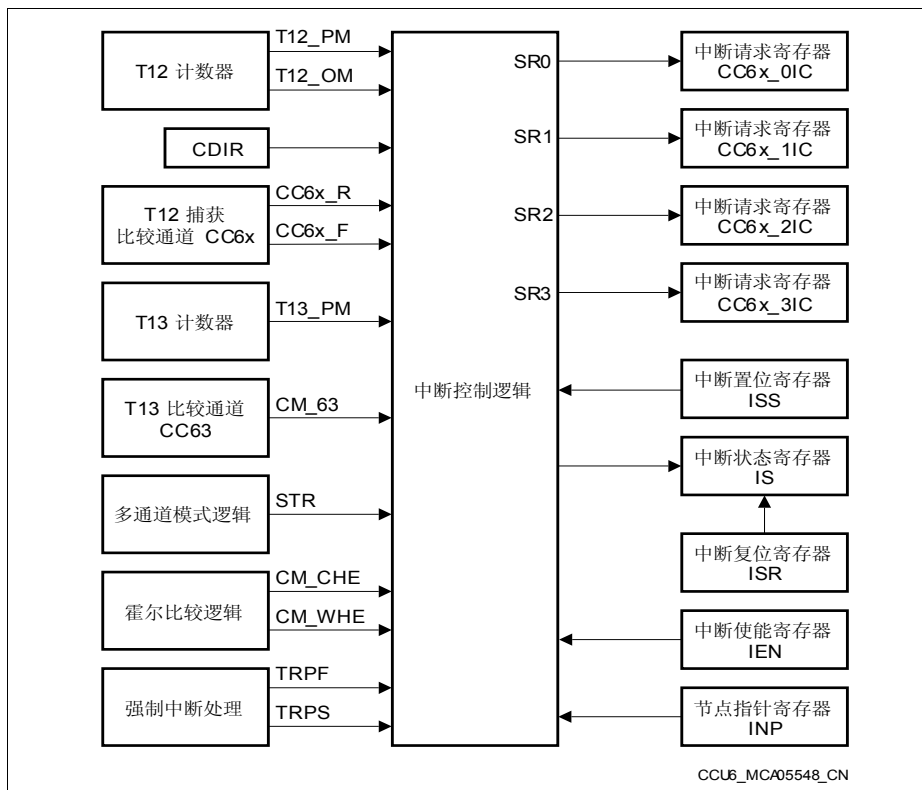 T12 计数器
T12_PM
T12_OM
CDIR
T12 捕获
比较通道 CC6x
CC6x_R
CC6x_F
T13 计数器
T13_PM
T13 比较通道
CC63
CM_63
多通道模式逻辑
STR
霍尔比较逻辑
CM_CHE
CM_WHE
强制中断处理
TRPF
TRPS
中断控制逻辑
SR0
SR1
SR2
SR3
中断请求寄存器
CC6x_0IC
中断请求寄存器
CC6x_1IC
中断请求寄存器
CC6x_2IC
中断请求寄存器
CC6x_3IC
中断置位寄存器
ISS
中断状态寄存器
IS
中断复位寄存器
ISR
中断使能寄存器
IEN
节点指针寄存器
INP
CCU6_MCA05548_CN